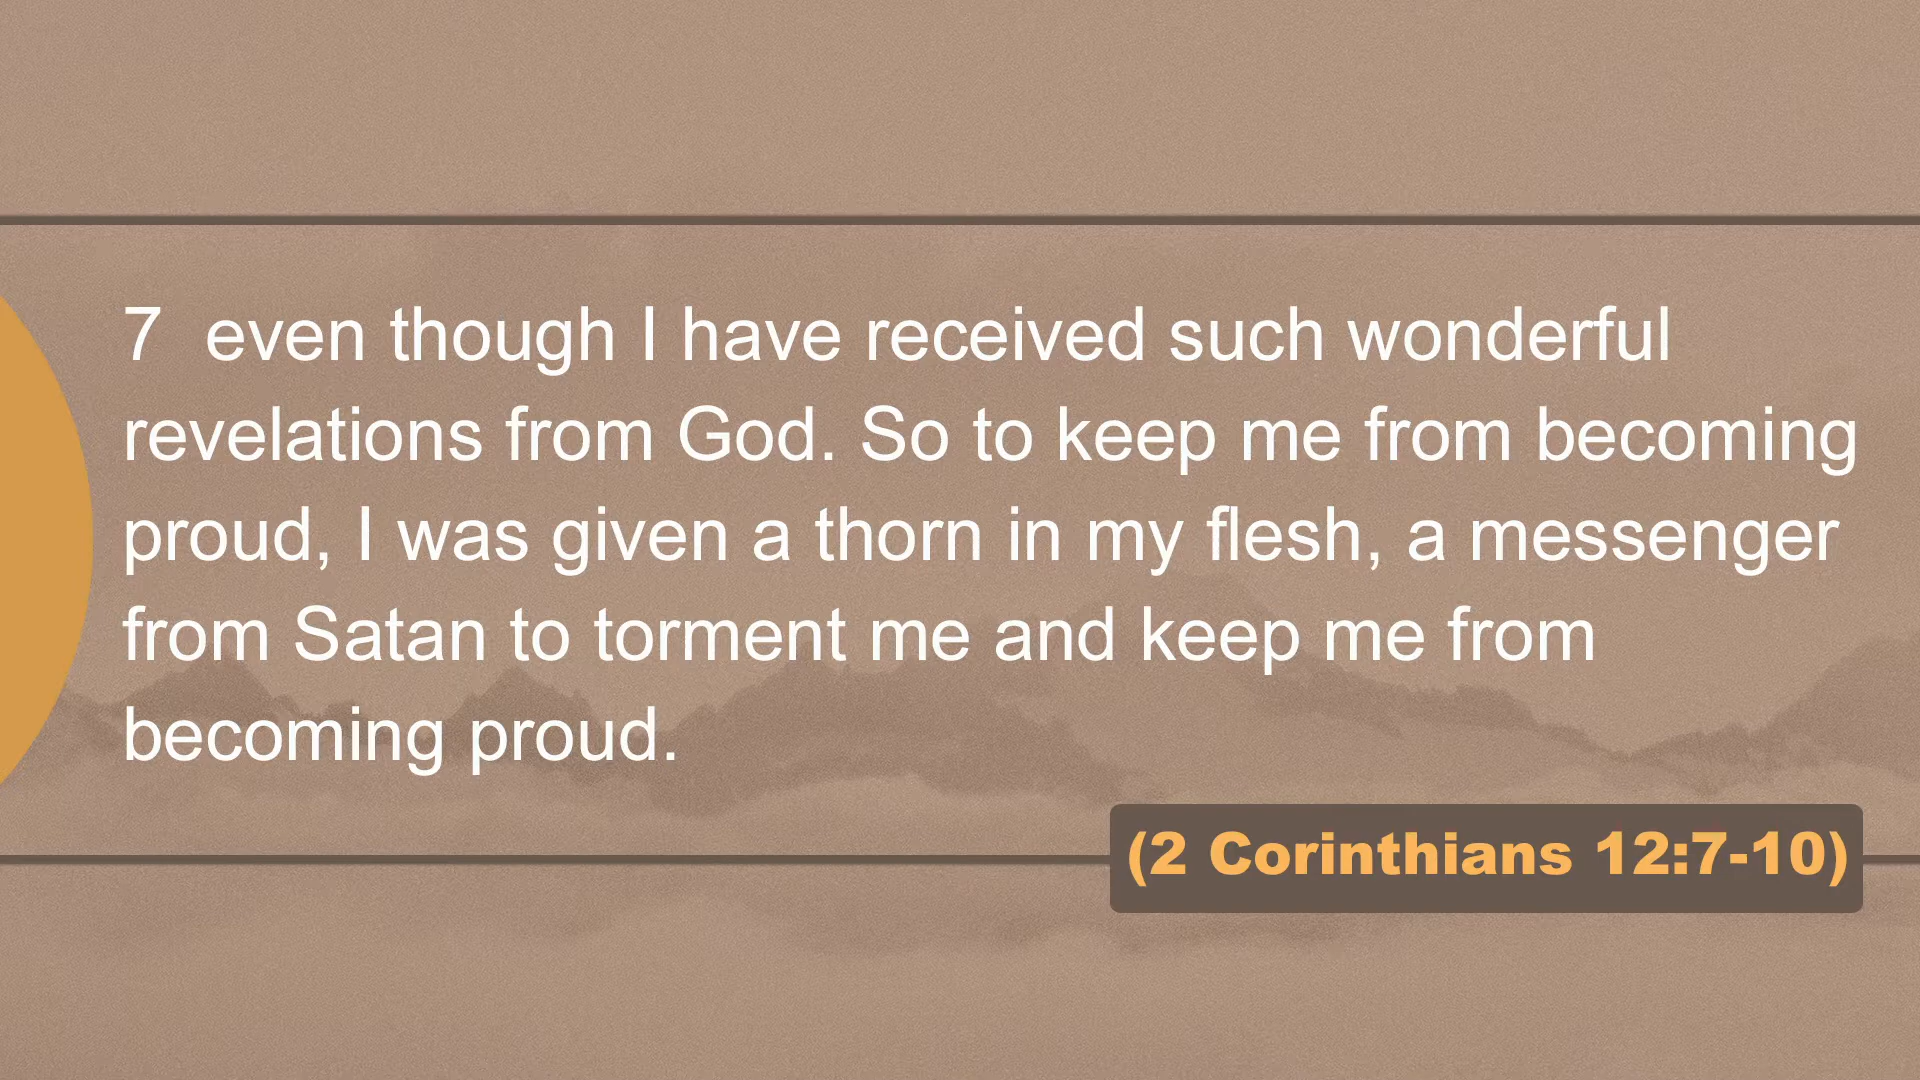 7  even though I have received such wonderful
revelations from God. So to keep me from becoming
proud, I was given a thorn in my flesh, a messenger
from Satan to torment me and keep me from
becoming proud.
(2 Corinthians 12:7-10)